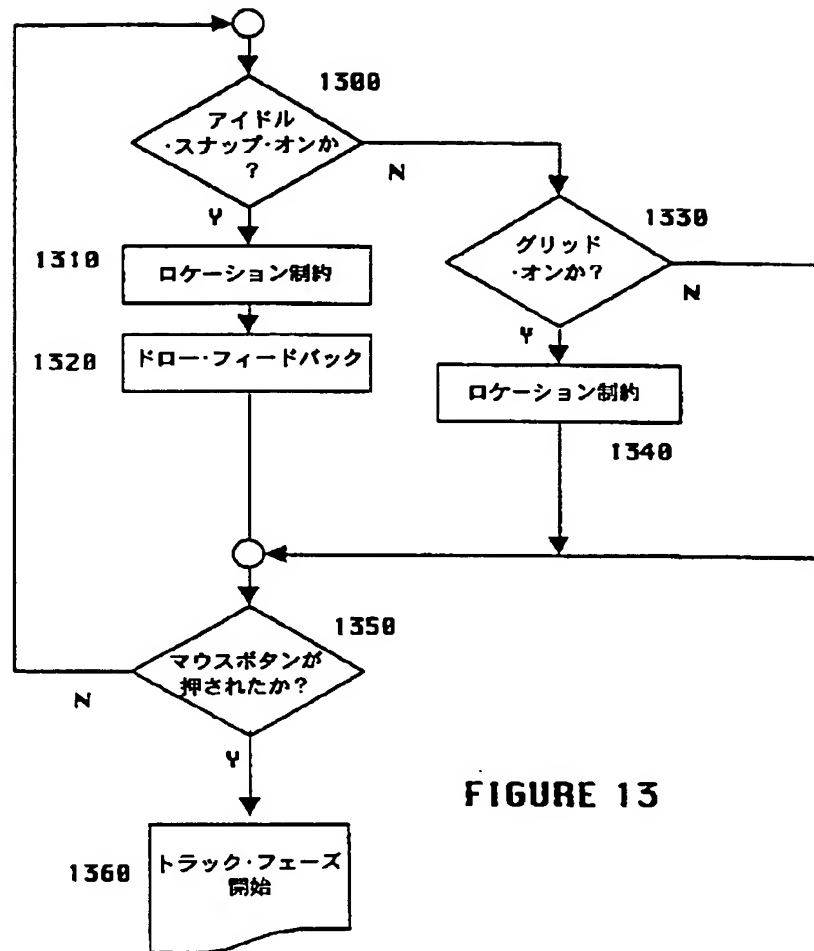 1300
アイドル
・スナップ・オンか
?
N
Y
1330
グリッド
・オンか?
N
Y
1310
ロケーション制約
1320
ドロー・フィードバック
ロケーション制約
1340
1350
マウスボタンが
押されたか?
N
Y
FIGURE 13
1360
トラック・フェーズ
開始